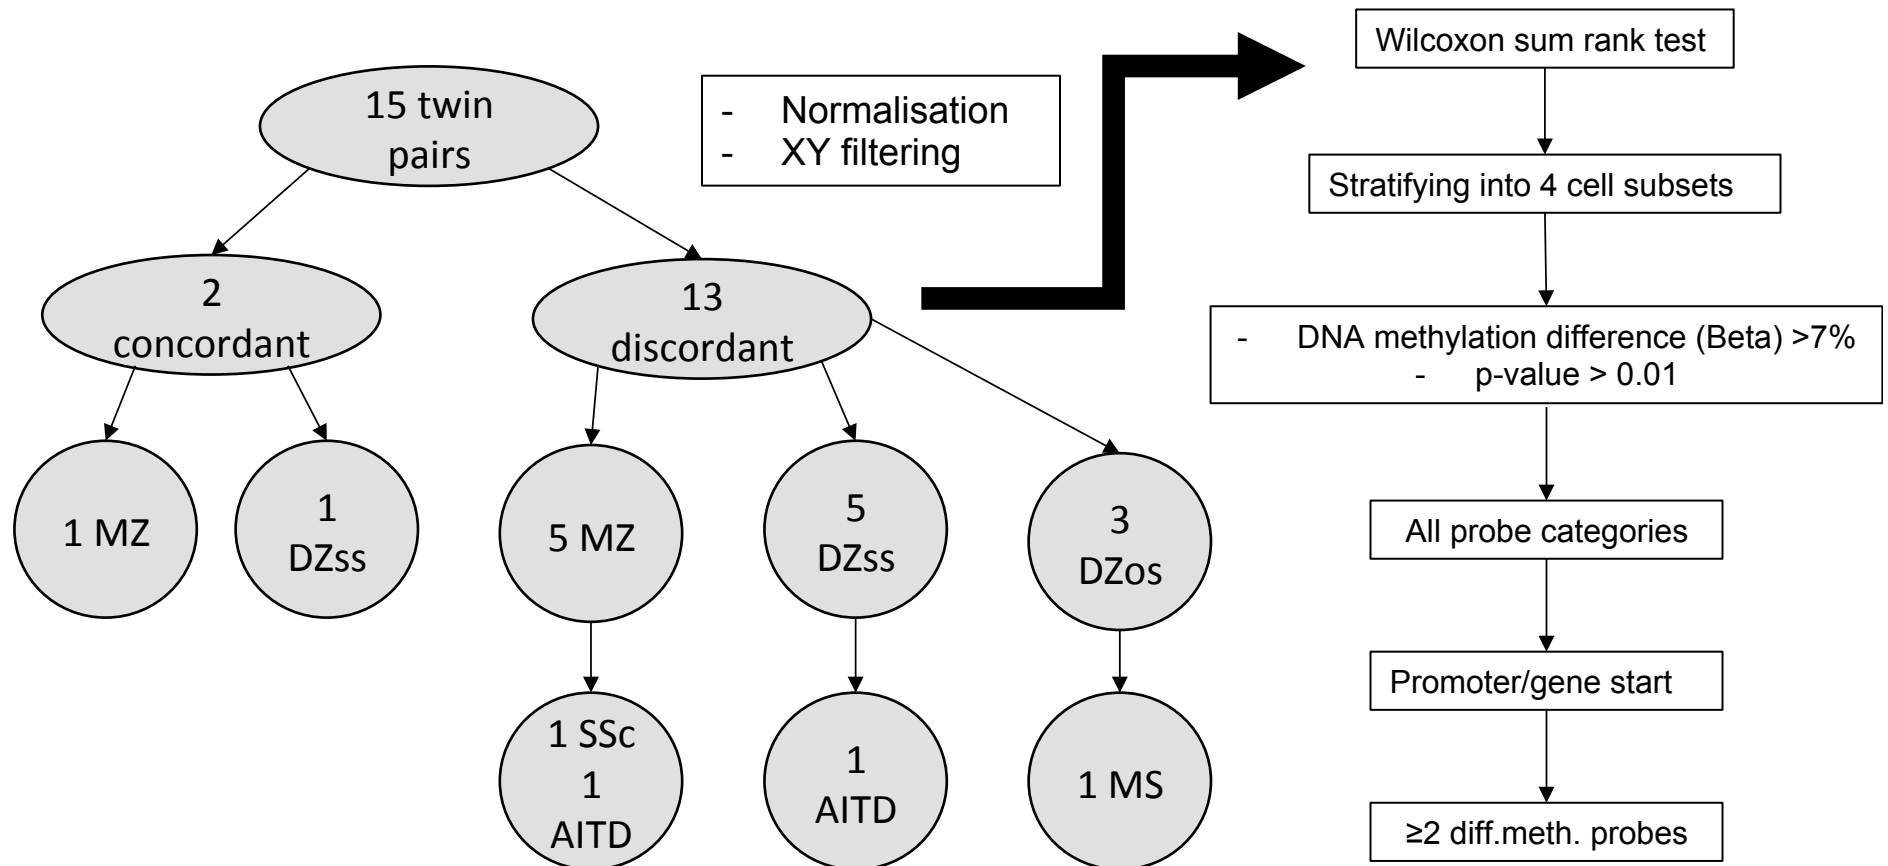 15 twin
pairs
2
concordant
13
discordant
1 MZ
1
DZss
5 MZ
5
DZss
3
DZos
1 SSc
1
AITD
1
AITD
1 MS
- Normalisation
- XY filtering
Wilcoxon sum rank test
Stratifying into 4 cell subsets
- DNA methylation difference (Beta) >7%
- p-value > 0.01
All probe categories
Promoter/gene start
≥2 diff.meth. probes